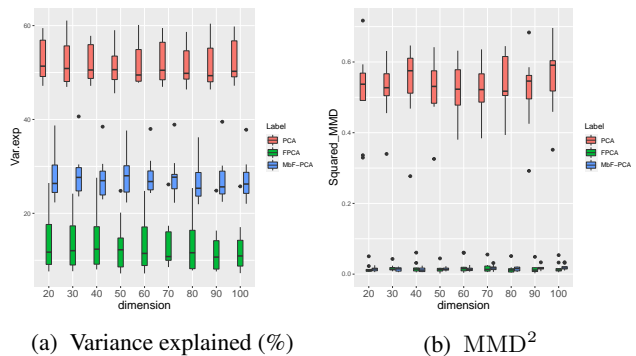 Var.exp
60
40
20
20 30 40 50 60 70 80 90 100
dimension
Label
PCA
FPCA
MbF-PCA
(a) Variance explained (%)
Squared_MMD
0.6
0.4
0.2
0.0
20 30 40 50 60 70 80 90 100
dimension
Label
PCA
FPCA
MbF-PCA
(b) MMD²